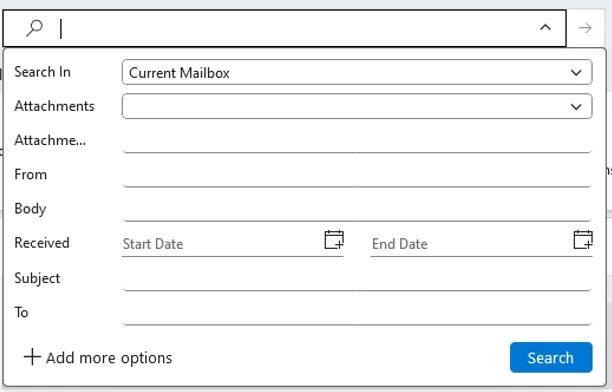 Search In Current Mailbox
Attachments
Attachme...
From
Body
Received Start Date End Date
Subject
To
Add more options Search